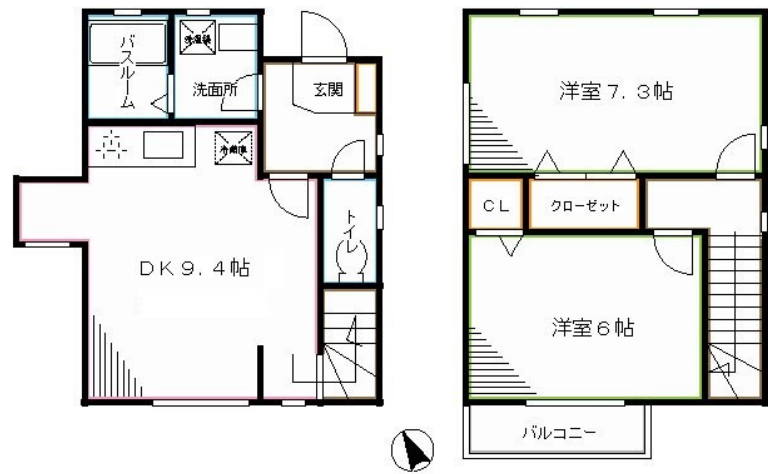 バスルーム
洗濯機
洗面所
玄関
冷蔵庫
トイレ
DK9.4帖
洋室7.3帖
CL
クローゼット
洋室6帖
バルコニー